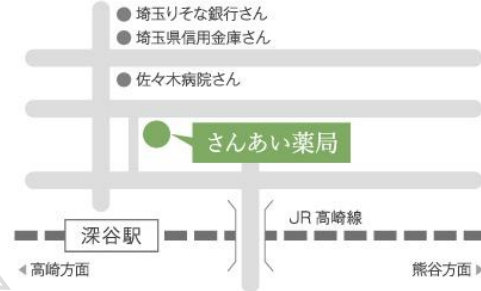 埼玉りそな銀行さん
埼玉県信用金庫さん
佐々木病院さん
さんあい薬局
JR 高崎線
深谷駅
高崎方面
熊谷方面